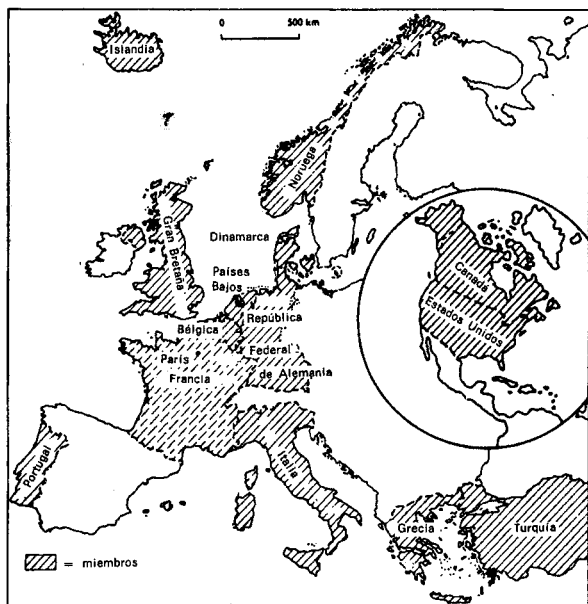 Islandia
0 500 km
Noruega
Gran Bretaña
Dinamarca
Países
Bajos
Canadá
Estados Unidos
Bélgica
República
Federal
de Alemania
París
Francia
Portugal
Italia
Grecia
Turquía
= miembros